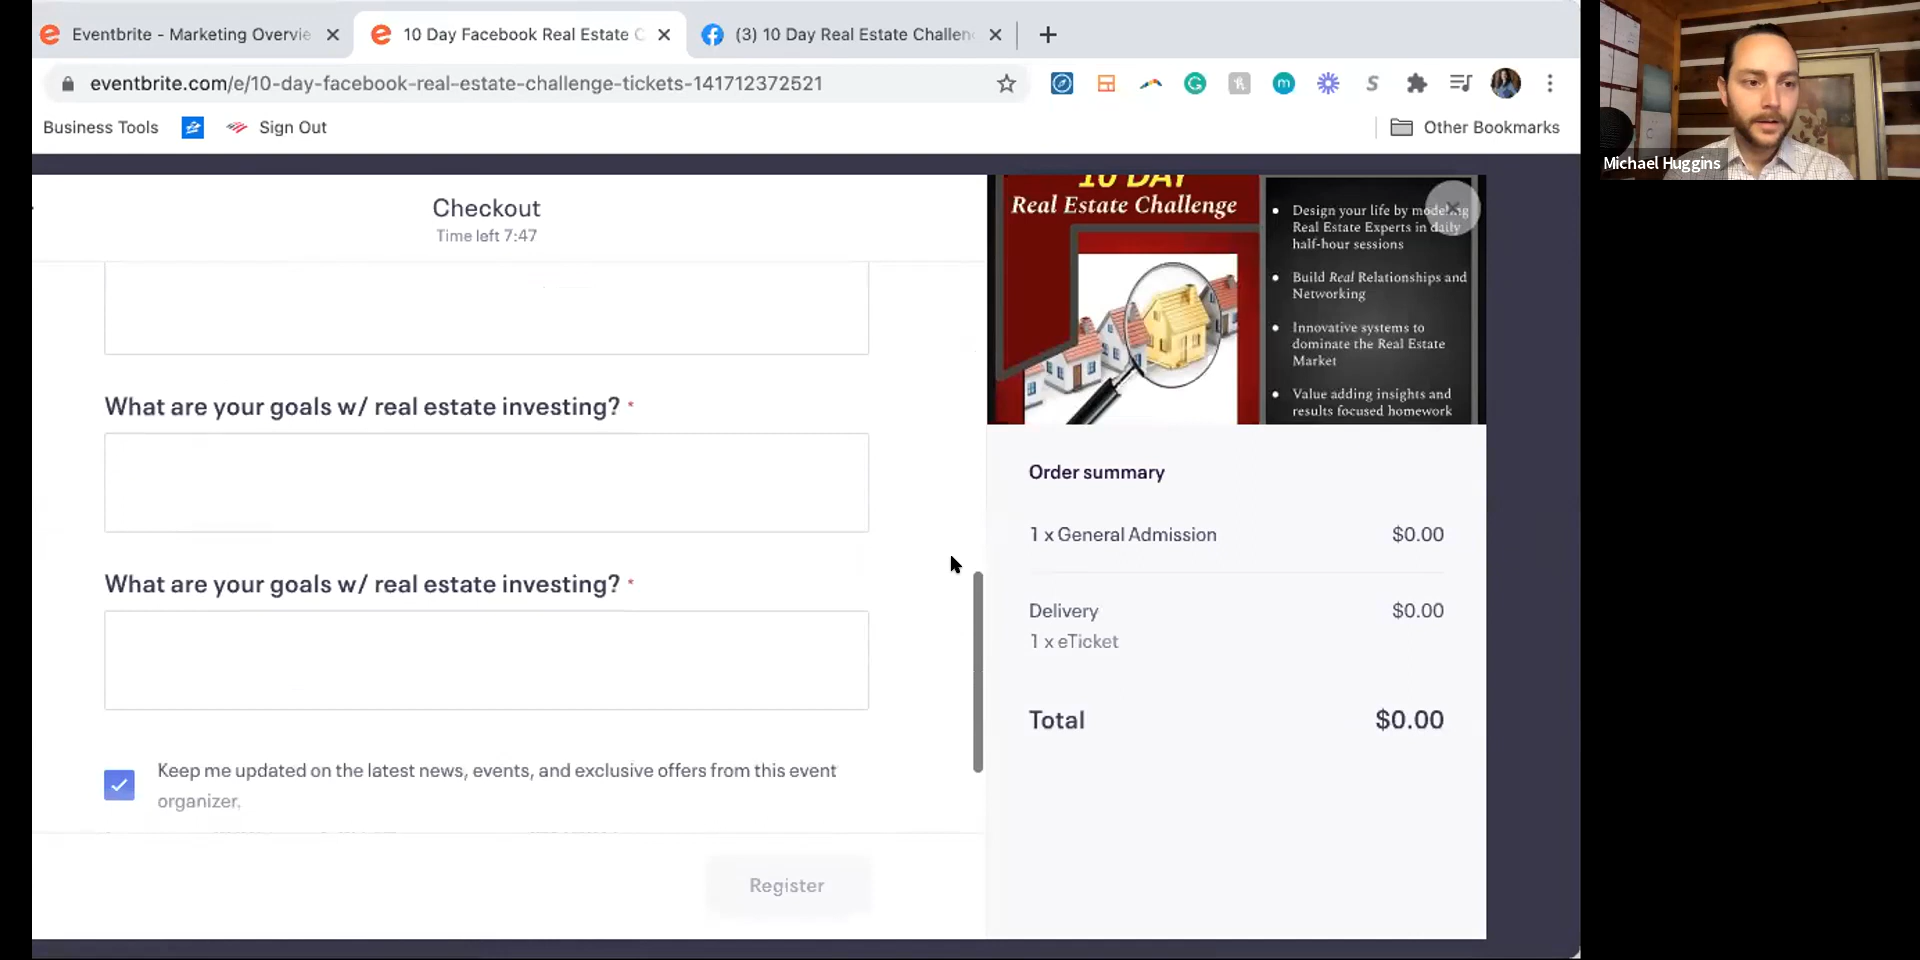 Eventbrite - Marketing Overvie
10 Day Facebook Real Estate C
(3) 10 Day Real Estate Challen
eventbrite.com/e/10-day-facebook-real-estate-challenge-tickets-141712372521
Business Tools
Sign Out
Other Bookmarks
Michael Huggins
Checkout
Time left 7:47
What are your goals w/ real estate investing? *
What are your goals w/ real estate investing? *
Keep me updated on the latest news, events, and exclusive offers from this event
organizer.
Register
10 DAY
Real Estate Challenge
• Design your life by modeling
Real Estate Experts in daily
half-hour sessions
• Build Real Relationships and
Networking
• Innovative systems to
dominate the Real Estate
Market
• Value adding insights and
results focused homework
Order summary
1 x General Admission $0.00
Delivery $0.00
1 x eTicket
Total $0.00